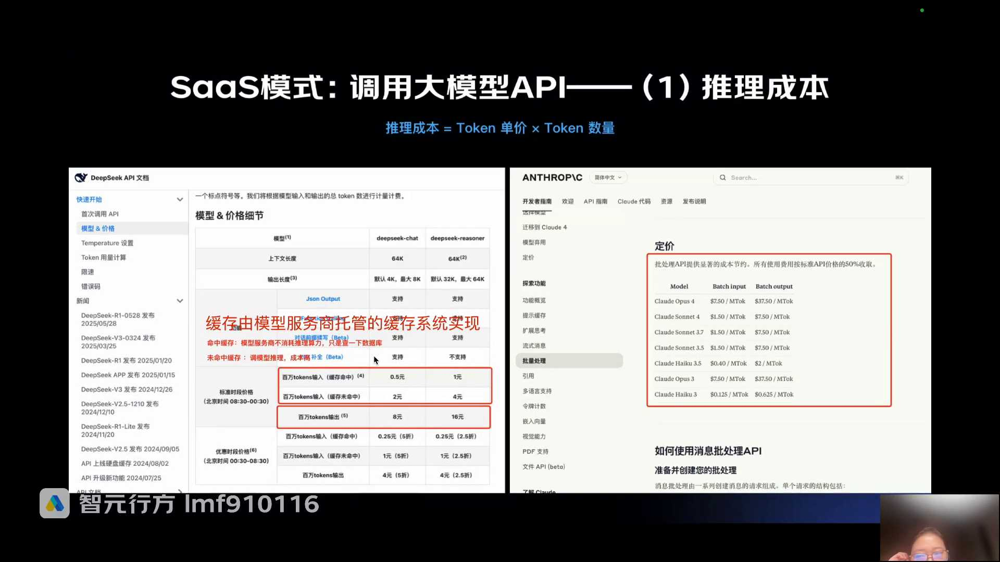 SaaS模式：调用大模型API——（1）推理成本
推理成本 = Token 单价 × Token 数量
DeepSeek API 文档
快速开始
首次调用 API
模型 & 价格
Temperature 设置
Token 用量计算
限速
错误码
新闻
DeepSeek-R1-0528 发布
2025/05/28
DeepSeek-V3-0324 发布
2025/03/25
DeepSeek-R1 发布 2025/01/20
DeepSeek APP 发布 2025/01/15
DeepSeek-V3 发布 2024/12/26
DeepSeek-V2.5-1210 发布
2024/12/10
DeepSeek-R1-Lite 发布
2024/11/20
DeepSeek-V2.5 发布 2024/09/05
API 上线硬盘缓存 2024/08/02
API 升级新功能 2024/07/25
API 文档
一个标点符号等。我们将根据模型输入和输出的总 token 数进行计量计费。
模型 & 价格细节
模型(1) deepseek-chat deepseek-reasoner
上下文长度 64K 64K(2)
输出长度(3) 默认 4K，最大 8K 默认 32K，最大 64K
功能
Json Output 支持 支持
Function Calling 支持 支持
对话前缀续写（Beta） 支持 支持
补全（Beta） 支持 不支持
缓存由模型服务商托管的缓存系统实现
命中缓存：模型服务商不消耗推理算力，只是查一下数据库
未命中缓存 ：调模型推理，成本高
标准时段价格
（北京时间 08:30-00:30）
百万tokens输入（缓存命中）(4) 0.5元 1元
百万tokens输入（缓存未命中） 2元 4元
百万tokens输出 (5) 8元 16元
优惠时段价格(6)
（北京时间 00:30-08:30）
百万tokens输入（缓存命中） 0.25元（5折） 0.25元（2.5折）
百万tokens输入（缓存未命中） 1元（5折） 1元（2.5折）
百万tokens输出 4元（5折） 4元（2.5折）
ANTHROP\C
简体中文
Search...
⌘K
开发者指南 欢迎 API 指南 Claude 代码 资源 发布说明
选择模型
迁移到 Claude 4
模型弃用
定价
探索功能
功能概览
提示缓存
扩展思考
流式消息
批量处理
引用
多语言支持
令牌计数
嵌入向量
视觉能力
PDF 支持
文件 API (beta)
了解 Claude
定价
批处理API提供显著的成本节约。所有使用费用按标准API价格的50%收取。
Model Batch input Batch output
Claude Opus 4 $7.50 / MTok $37.50 / MTok
Claude Sonnet 4 $1.50 / MTok $7.50 / MTok
Claude Sonnet 3.7 $1.50 / MTok $7.50 / MTok
Claude Sonnet 3.5 $1.50 / MTok $7.50 / MTok
Claude Haiku 3.5 $0.40 / MTok $2 / MTok
Claude Opus 3 $7.50 / MTok $37.50 / MTok
Claude Haiku 3 $0.125 / MTok $0.625 / MTok
如何使用消息批处理API
准备并创建您的批处理
消息批处理由一系列创建消息的请求组成。单个请求的结构包括：
智元行方 lmf910116